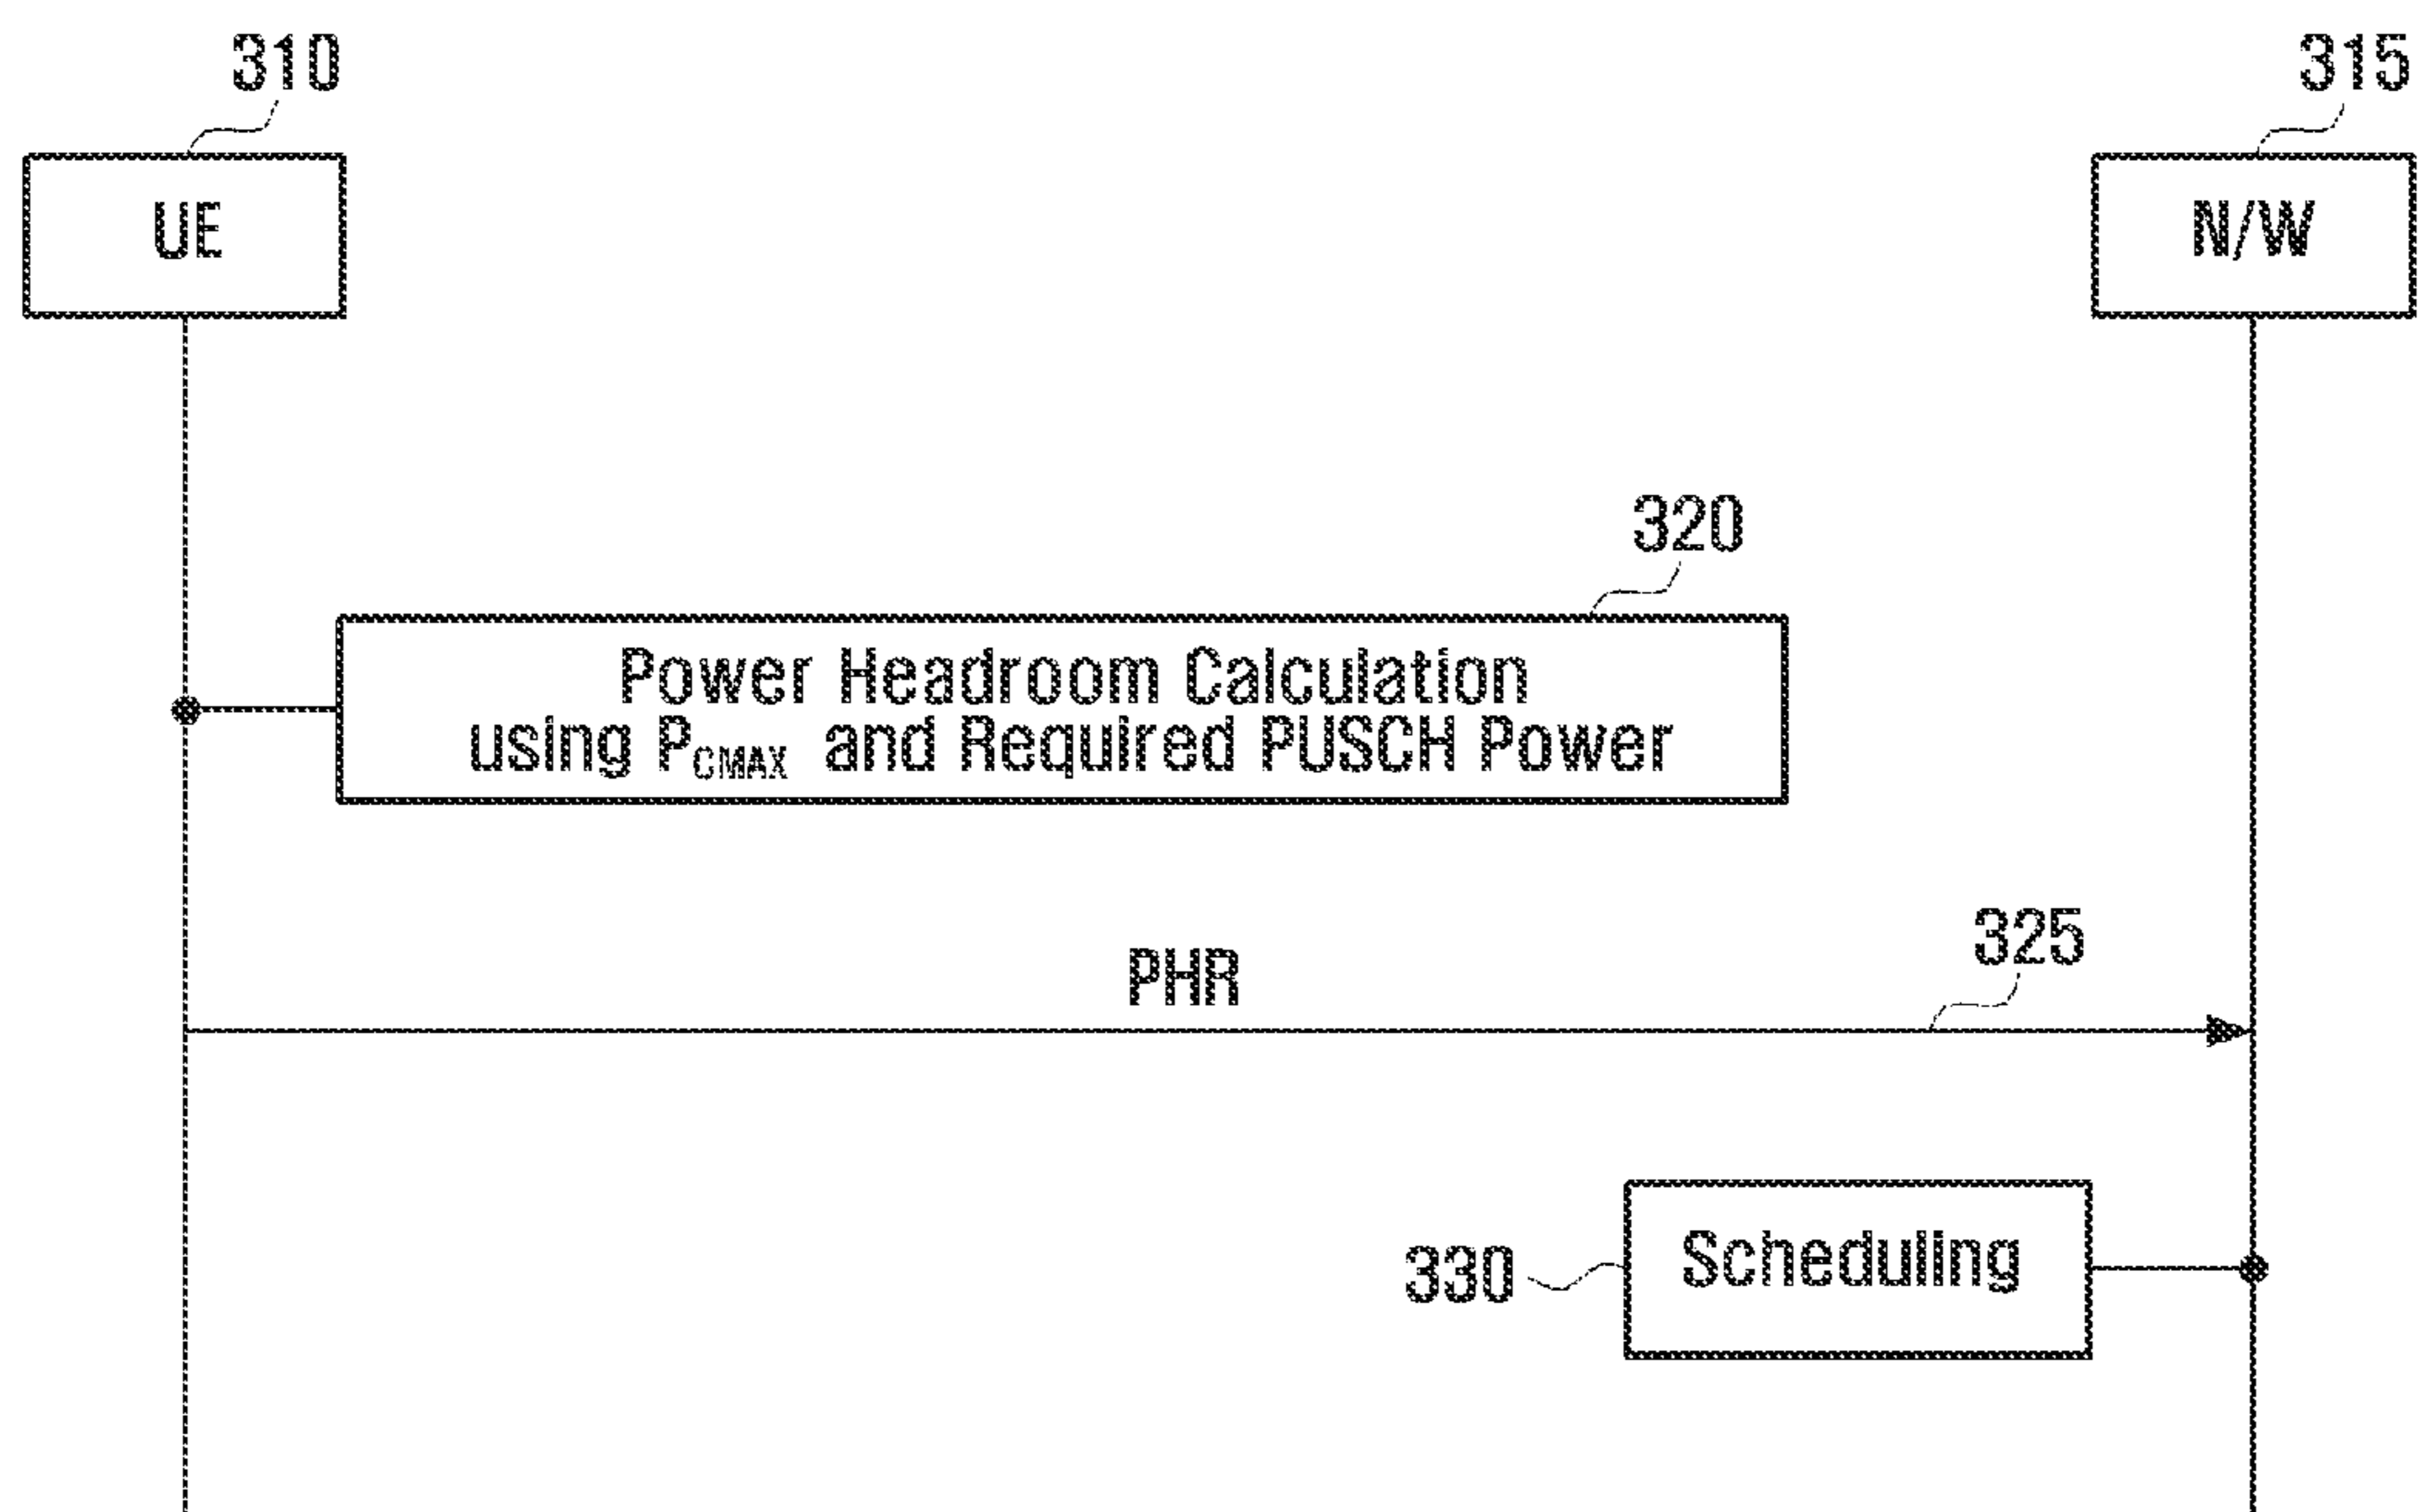 310
315
UE
N/W
320
Power Headroom Calculation
using PCMAX and Required PUSCH Power
325
PHR
330
Scheduling